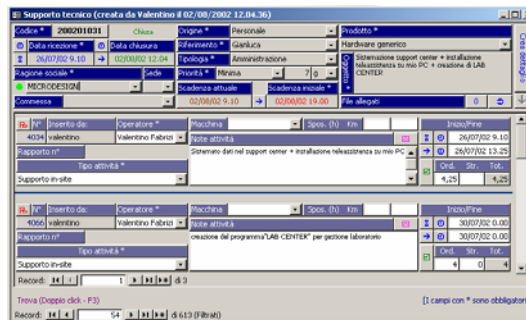 Supporto tecnico (creata da Valentino il 02/08/2002 12.04.36)
Codice * 200201031 Chiusa Origine * Personale Prodotto *
Data ricezione * Data chiusura Riferimento * Gianluca Hardware generico
26/07/02 9.10 02/08/02 12.04 Tipologia * Amministrazione Oggetto * Sistemazione support center + installazione
Ragione sociale * Sede Priorità * Minima 7 g teleassistenza su mio PC + creazione di LAB
MICRODESIGN Scadenza attuale Scadenza iniziale * CENTER
Commessa 02/08/02 9.10 02/08/02 19.00 File allegati 0
Crea dettaglio
N° Inserito da: Operatore * Macchina Spos. (h) Km Inizio/Fine
4034 valentino Valentino Fabrizi Note attività * 26/07/02 9.10
Rapporto n° Sistemato dati nel support center + installazione teleassistenza su mio PC 26/07/02 13.25
Tipo attività * Ord. Str. Tot.
Supporto in-site 4,25 4,25
N° Inserito da: Operatore * Macchina Spos. (h) Km Inizio/Fine
4066 valentino Valentino Fabrizi Note attività * 30/07/02 0.00
Rapporto n° creazione del programma"LAB CENTER" per gestione laboratorio 30/07/02 0.00
Tipo attività * Ord. Str. Tot.
Supporto in-site 4 0 4
Record: 1 di 3
Trova (Doppio click - F3) [I campi con * sono obbligatori
Record: 54 di 613 (Filtrati)